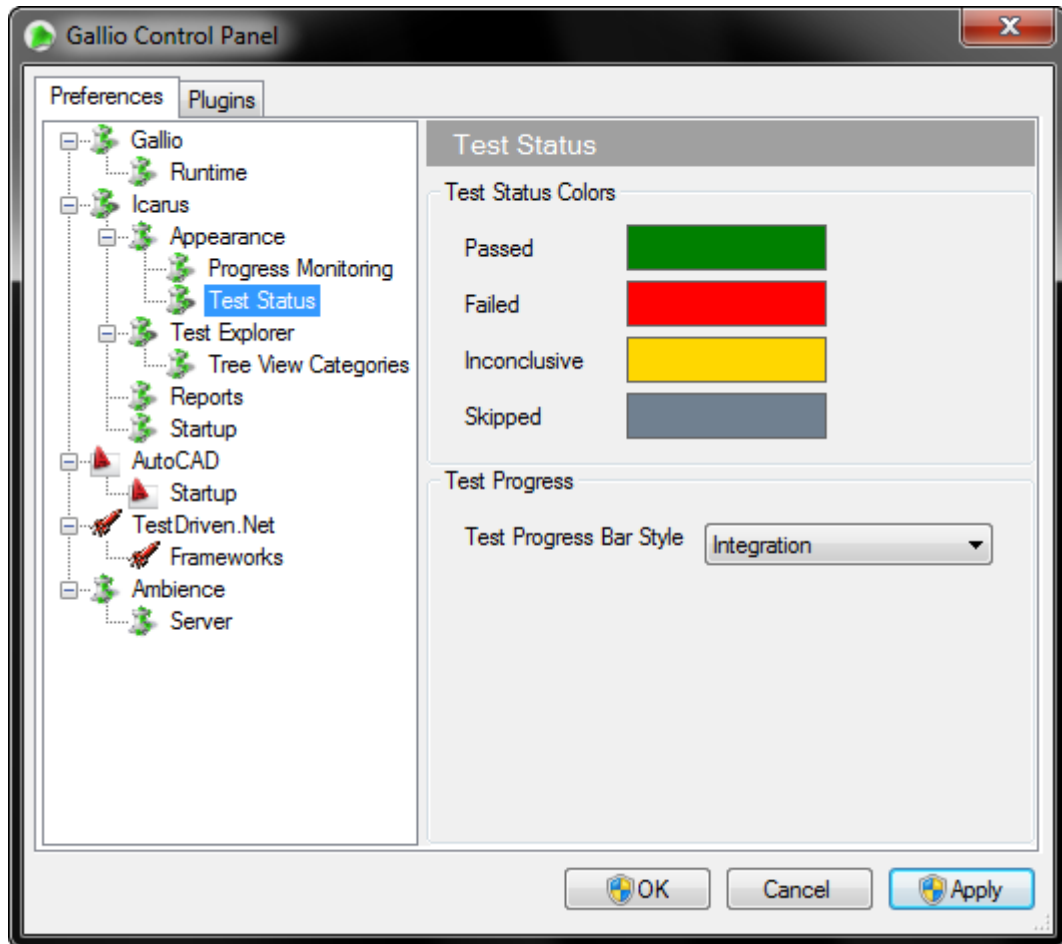 Gallio Control Panel
Preferences
Plugins
Gallio
Runtime
Icarus
Appearance
Progress Monitoring
Test Status
Test Explorer
Tree View Categories
Reports
Startup
AutoCAD
Startup
TestDriven.Net
Frameworks
Ambience
Server
Test Status
Test Status Colors
Passed
Failed
Inconclusive
Skipped
Test Progress
Test Progress Bar Style Integration
OK Cancel Apply